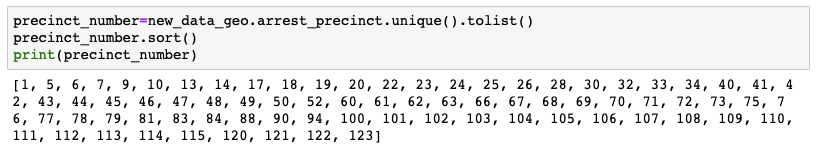 precinct_number=new_data_geo.arrest_precinct.unique().tolist()
precinct_number.sort()
print(precinct_number)
[1, 5, 6, 7, 9, 10, 13, 14, 17, 18, 19, 20, 22, 23, 24, 25, 26, 28, 30, 32, 33, 34, 40, 41, 4
2, 43, 44, 45, 46, 47, 48, 49, 50, 52, 60, 61, 62, 63, 66, 67, 68, 69, 70, 71, 72, 73, 75, 7
6, 77, 78, 79, 81, 83, 84, 88, 90, 94, 100, 101, 102, 103, 104, 105, 106, 107, 108, 109, 110,
111, 112, 113, 114, 115, 120, 121, 122, 123]